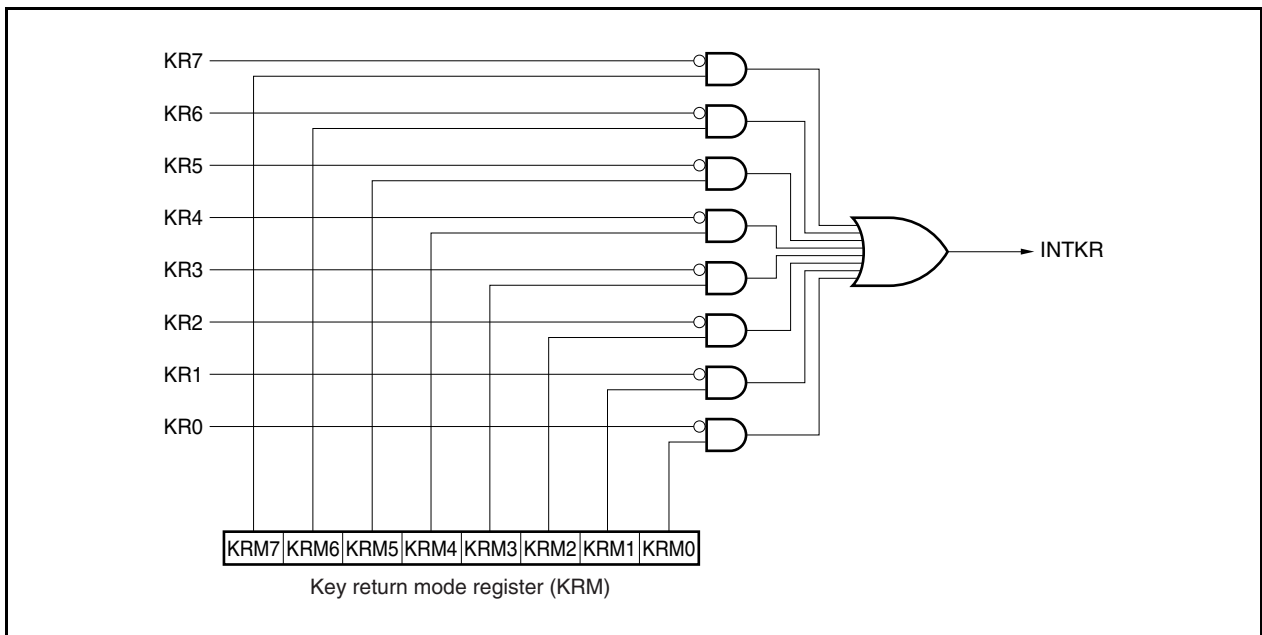 KR7
KR6
KR5
KR4
KR3
KR2
KR1
KR0
INTKR
KRM7 KRM6 KRM5 KRM4 KRM3 KRM2 KRM1 KRM0
Key return mode register (KRM)